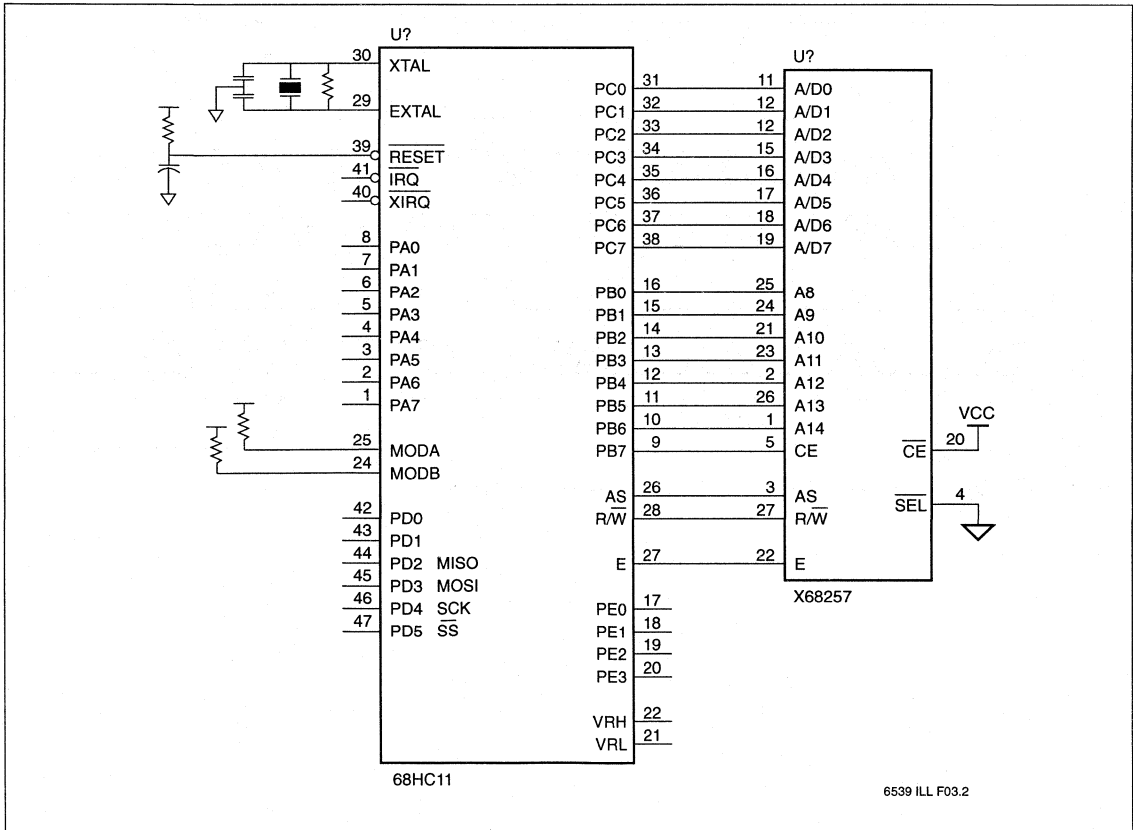 U?
30 XTAL
29 EXTAL
39 RESET
41 IRQ
40 XIRQ
8 PA0
7 PA1
6 PA2
5 PA3
4 PA4
3 PA5
2 PA6
1 PA7
25 MODA
24 MODB
42 PD0
43 PD1
44 PD2 MISO
45 PD3 MOSI
46 PD4 SCK
47 PD5 SS
PC0 31
PC1 32
PC2 33
PC3 34
PC4 35
PC5 36
PC6 37
PC7 38
PB0 16
PB1 15
PB2 14
PB3 13
PB4 12
PB5 11
PB6 10
PB7 9
AS 26
R/W 28
E 27
PE0 17
PE1 18
PE2 19
PE3 20
VRH 22
VRL 21
68HC11
U?
11 A/D0
12 A/D1
12 A/D2
15 A/D3
16 A/D4
17 A/D5
18 A/D6
19 A/D7
25 A8
24 A9
21 A10
23 A11
2 A12
26 A13
1 A14
5 CE
3 AS
27 R/W
22 E
CE 20
VCC
SEL 4
X68257
6539 ILL F03.2